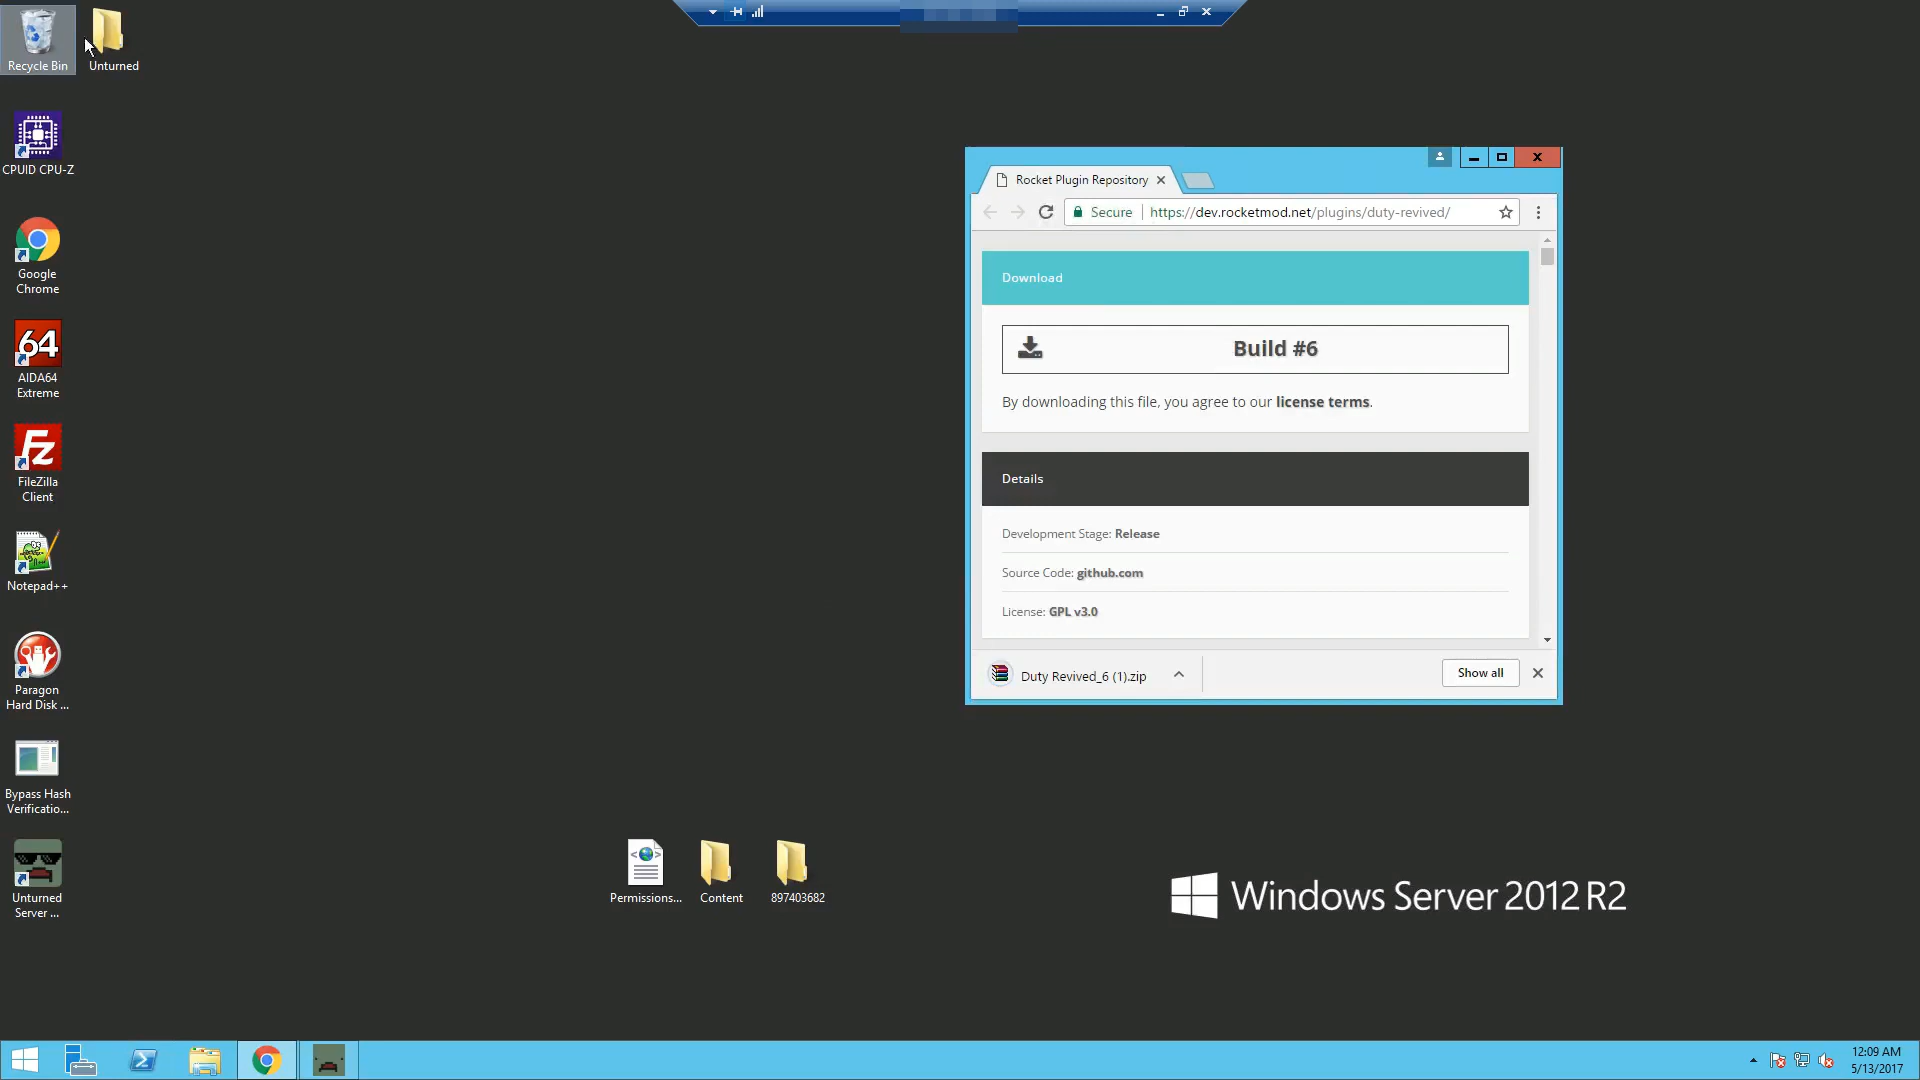 Recycle Bin
Unturned
CPUID CPU-Z
Google
Chrome
64
AIDA64
Extreme
Fz
FileZilla
Client
Notepad++
Paragon
Hard Disk ...
Bypass Hash
Verificatio...
Unturned
Server ...
Rocket Plugin Repository
Secure
https://dev.rocketmod.net/plugins/duty-revived/
Download
Build #6
By downloading this file, you agree to our license terms.
Details
Development Stage: Release
Source Code: github.com
License: GPL v3.0
Duty Revived_6 (1).zip
Show all
Permissions...
Content
897403682
Windows Server 2012 R2
12:09 AM
5/13/2017